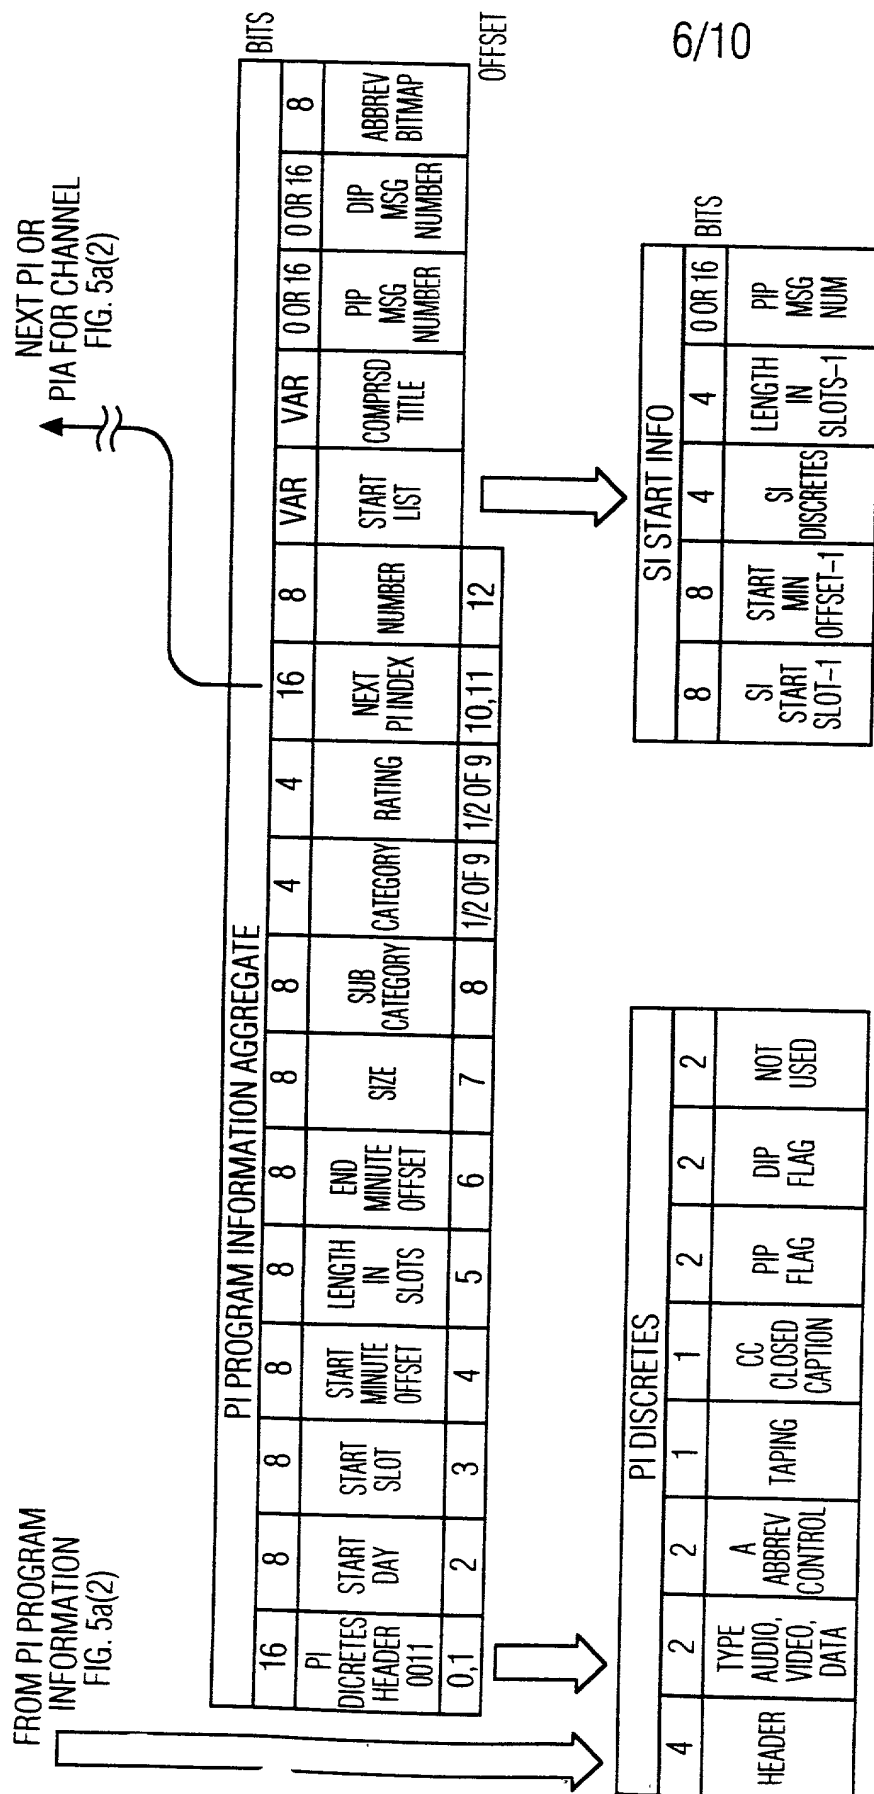 6/10
FROM PI PROGRAM
INFORMATION
FIG. 5a(2)
NEXT PI OR
PIA FOR CHANNEL
FIG. 5a(2)
PI PROGRAM INFORMATION AGGREGATE
16 8 8 8 8 8 8 8 4 4 16 8 VAR VAR 0 OR 16 0 OR 16 8 BITS
PI
DICRETES
HEADER
0011
START
DAY
START
SLOT
START
MINUTE
OFFSET
LENGTH
IN
SLOTS
END
MINUTE
OFFSET
SIZE
SUB
CATEGORY
CATEGORY
RATING
NEXT
PI INDEX
NUMBER
START
LIST
COMPRSD
TITLE
PIP
MSG
NUMBER
DIP
MSG
NUMBER
ABBREV
BITMAP
0,1 2 3 4 5 6 7 8 1/2 OF 9 1/2 OF 9 10,11 12 OFFSET
PI DISCRETES
4 2 2 1 1 2 2 2
HEADER
TYPE
AUDIO,
VIDEO,
DATA
A
ABBREV
CONTROL
TAPING
CC
CLOSED
CAPTION
PIP
FLAG
DIP
FLAG
NOT
USED
SI START INFO
8 8 4 4 0 OR 16 BITS
SI
START
SLOT-1
START
MIN
OFFSET-1
SI
DISCRETES
LENGTH
IN
SLOTS-1
PIP
MSG
NUM